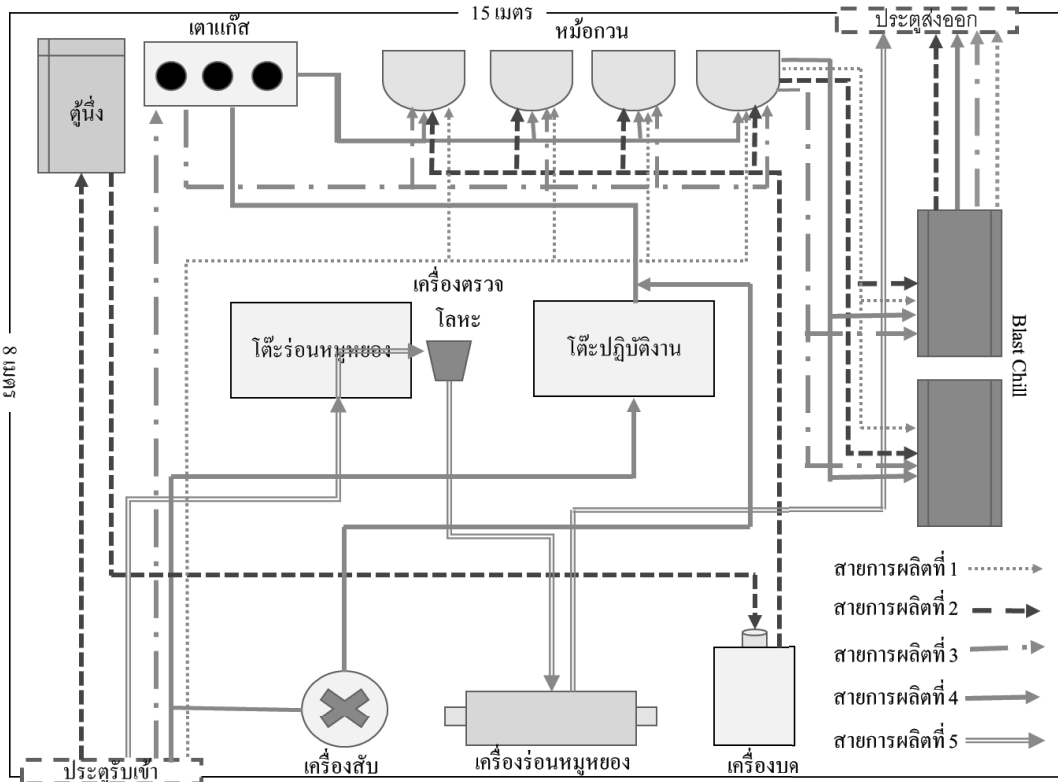 15 เมตร
ประตูส่งออก
เตาแก๊ส
หม้อกวน
ตู้นึ่ง
เครื่องตรวจ
โลหะ
โต๊ะร่อนหมูหยอง
โต๊ะปฏิบัติงาน
8 เมตร
Blast Chill
สายการผลิตที่ 1
สายการผลิตที่ 2
สายการผลิตที่ 3
สายการผลิตที่ 4
สายการผลิตที่ 5
ประตูรับเข้า
เครื่องสับ
เครื่องร่อนหมูหยอง
เครื่องบด